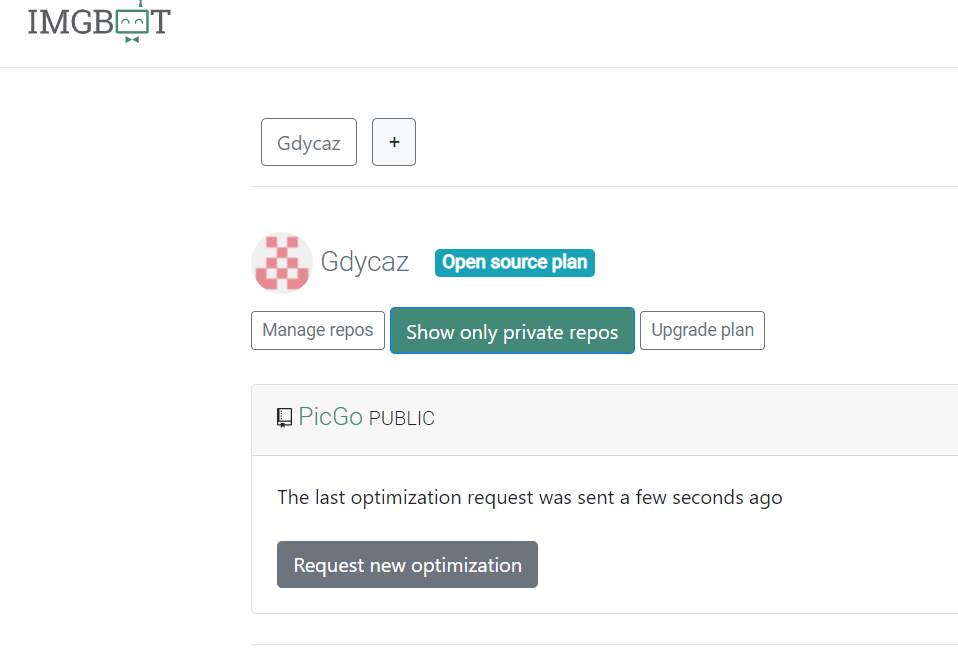 IMGBOT
Gdycaz +
Gdycaz Open source plan
Manage repos Show only private repos Upgrade plan
PicGo PUBLIC
The last optimization request was sent a few seconds ago
Request new optimization